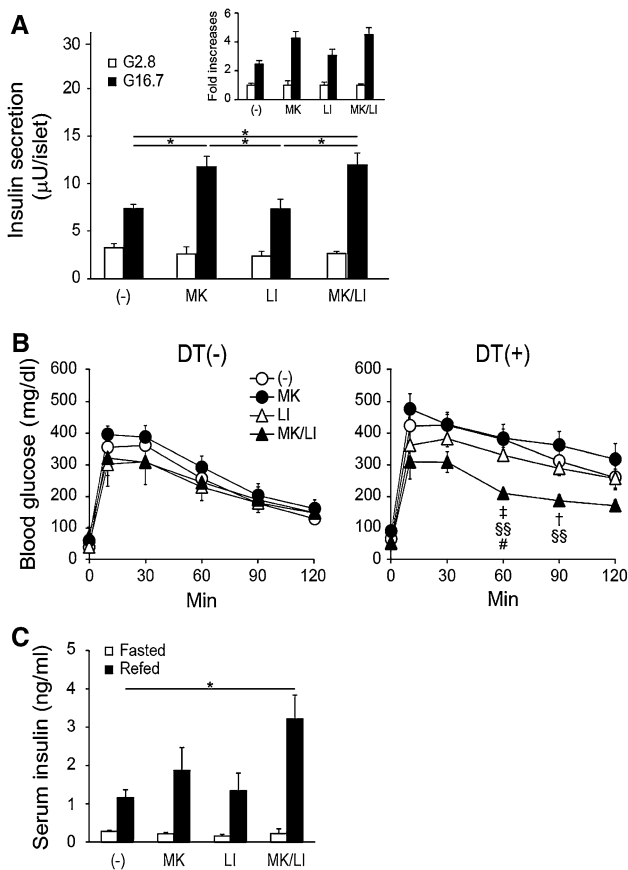 A
Insulin secretion
(μU/islet)
30
20
15
10
5
0
G2.8
G16.7
Fold inscreases
6
4
2
0
(-) MK LI MK/LI
*
* * *
(-) MK LI MK/LI
B
DT(-)
DT(+)
Blood glucose (mg/dl)
600
500
400
300
200
100
0
(-)
MK
LI
MK/LI
0 30 60 90 120
Min
600
500
400
300
200
100
0
‡ †
§§ §§
#
0 30 60 90 120
Min
C
Serum insulin (ng/ml)
5
4
3
2
1
0
Fasted
Refed
*
(-) MK LI MK/LI